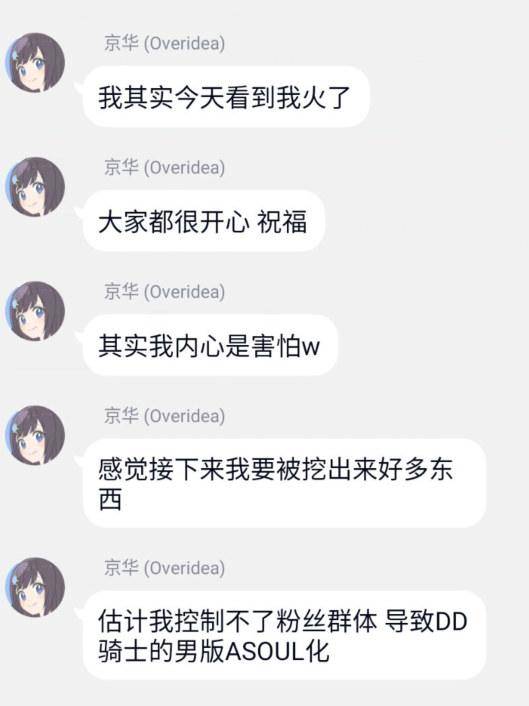 京华 (Overidea)
我其实今天看到我火了
京华 (Overidea)
大家都很开心 祝福
京华 (Overidea)
其实我内心是害怕w
京华 (Overidea)
感觉接下来我要被挖出来好多东
西
京华 (Overidea)
估计我控制不了粉丝群体 导致DD
骑士的男版ASOUL化